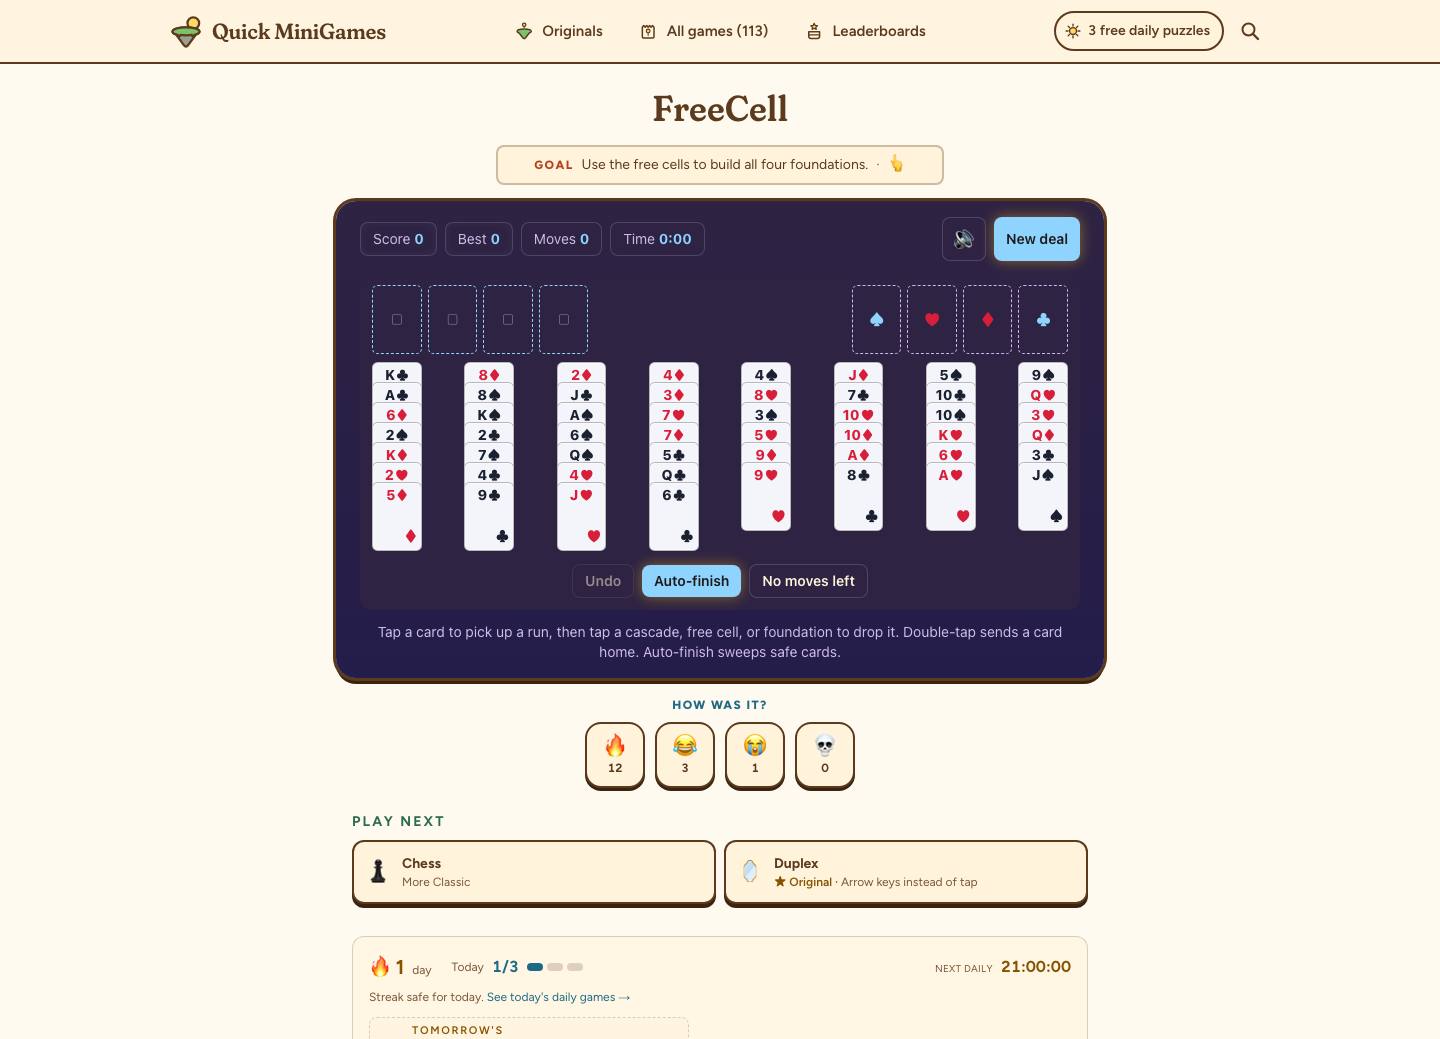 Quick MiniGames
Originals
All games (113)
Leaderboards
3 free daily puzzles
FreeCell
GOAL Use the free cells to build all four foundations. ·
Score 0
Best 0
Moves 0
Time 0:00
New deal
K♣ 8♦ 2♦ 4♦ 4♠ J♦ 5♠ 9♠
A♣ 8♠ J♣ 3♦ 8♥ 7♣ 10♣ Q♥
6♦ K♠ A♠ 7♥ 3♠ 10♥ 10♠ 3♥
2♠ 2♣ 6♠ 7♦ 5♥ 10♦ K♥ Q♦
K♦ 7♠ Q♠ 5♣ 9♦ A♦ 6♥ 3♣
2♥ 4♣ 4♥ Q♣ 9♥ 8♣ A♥ J♠
5♦ 9♣ J♥ 6♣
Undo
Auto-finish
No moves left
Tap a card to pick up a run, then tap a cascade, free cell, or foundation to drop it. Double-tap sends a card
home. Auto-finish sweeps safe cards.
HOW WAS IT?
12
3
1
0
PLAY NEXT
Chess
More Classic
Duplex
Original · Arrow keys instead of tap
1 day
Today 1/3
NEXT DAILY 21:00:00
Streak safe for today. See today's daily games →
TOMORROW'S